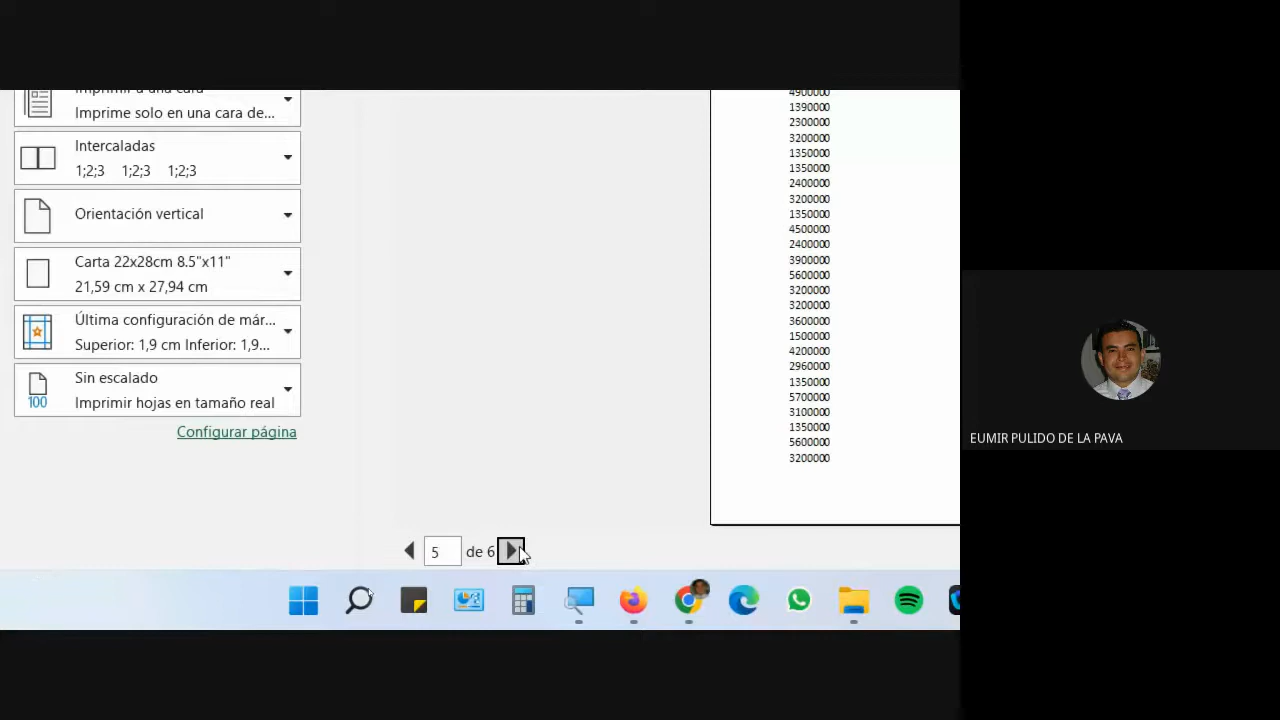 Imprimir a una cara
Imprime solo en una cara de...
Intercaladas
1;2;3 1;2;3 1;2;3
Orientación vertical
Carta 22x28cm 8.5"x11"
21,59 cm x 27,94 cm
Última configuración de már...
Superior: 1,9 cm Inferior: 1,9...
Sin escalado
100
Imprimir hojas en tamaño real
Configurar página
4900000
1390000
2300000
3200000
1350000
1350000
2400000
3200000
1350000
4500000
2400000
3900000
5600000
3200000
3200000
3600000
1500000
4200000
2960000
1350000
5700000
3100000
1350000
5600000
3200000
5 de 6
EUMIR PULIDO DE LA PAVA